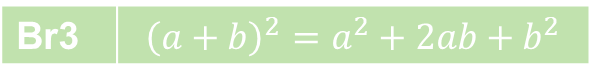 Br3 (a + b)² = a² + 2ab + b²